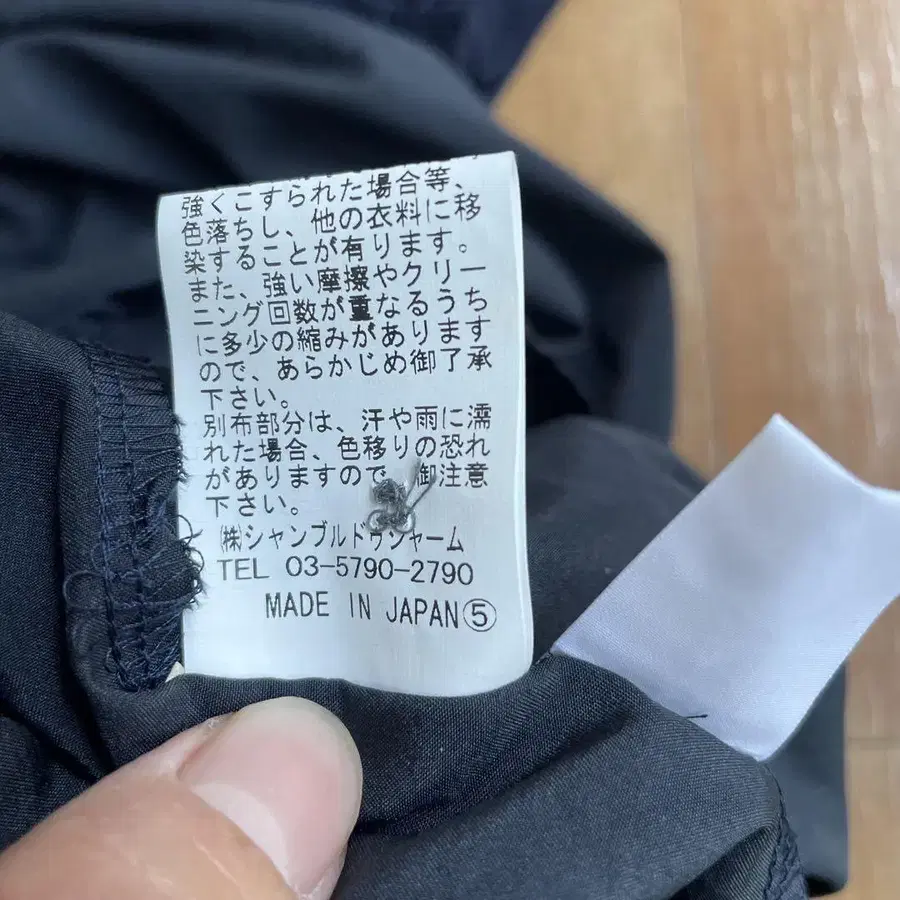 強くこすられた場合等、
色落ちし、他の衣料に移
染することが有ります。
また、強い摩擦やクリー
ニング回数が重なるうち
に多少の縮みがあります
ので、あらかじめ御了承
下さい。
別布部分は、汗や雨に濡
れた場合、色移りの恐れ
がありますので、御注意
下さい。
㈱シャンブルドゥシャーム
TEL 03-5790-2790
MADE IN JAPAN⑤